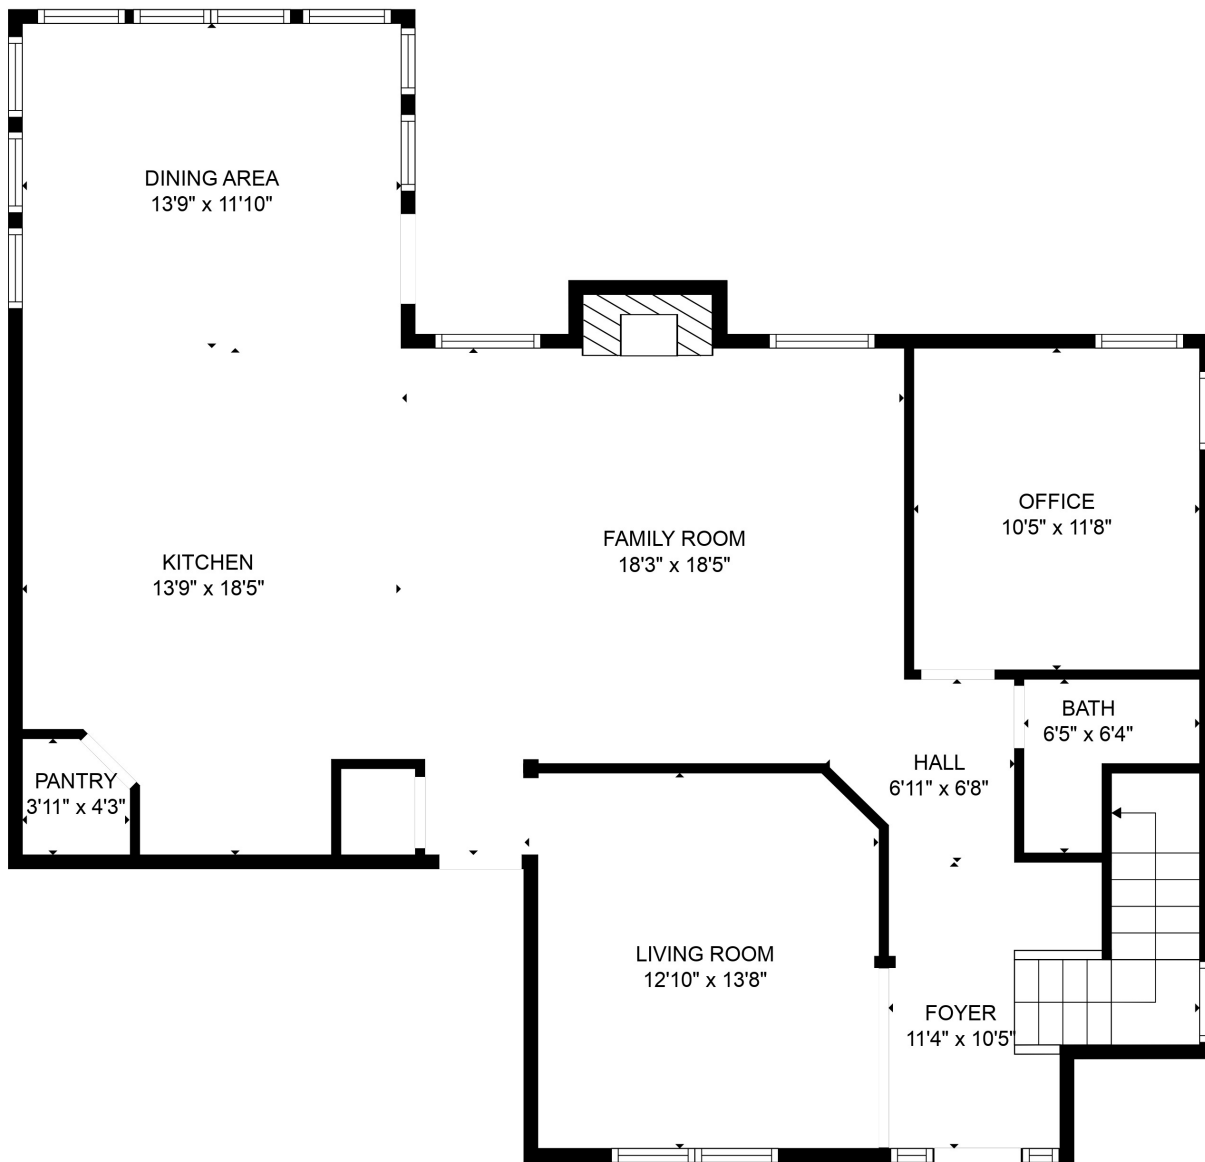 DINING AREA
13'9" x 11'10"
OFFICE
10'5" x 11'8"
FAMILY ROOM
18'3" x 18'5"
KITCHEN
13'9" x 18'5"
BATH
6'5" x 6'4"
HALL
6'11" x 6'8"
PANTRY
3'11" x 4'3"
LIVING ROOM
12'10" x 13'8"
FOYER
11'4" x 10'5"